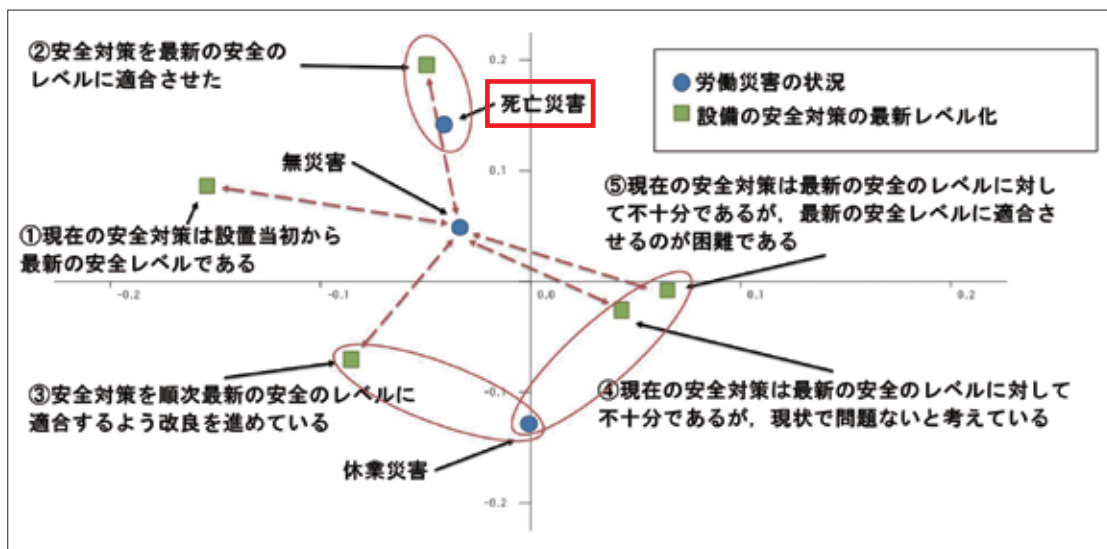 ②安全対策を最新の安全の
レベルに適合させた
死亡災害
無災害
①現在の安全対策は設置当初から
最新の安全レベルである
労働災害の状況
設備の安全対策の最新レベル化
⑤現在の安全対策は最新の安全のレベルに対し
て不十分であるが，最新の安全レベルに適合さ
せるのが困難である
0.2
0.1
-0.2
-0.1
0.0
0.1
0.2
-0.1
-0.2
③安全対策を順次最新の安全のレベルに
適合するよう改良を進めている
④現在の安全対策は最新の安全のレベルに対して
不十分であるが，現状で問題ないと考えている
休業災害